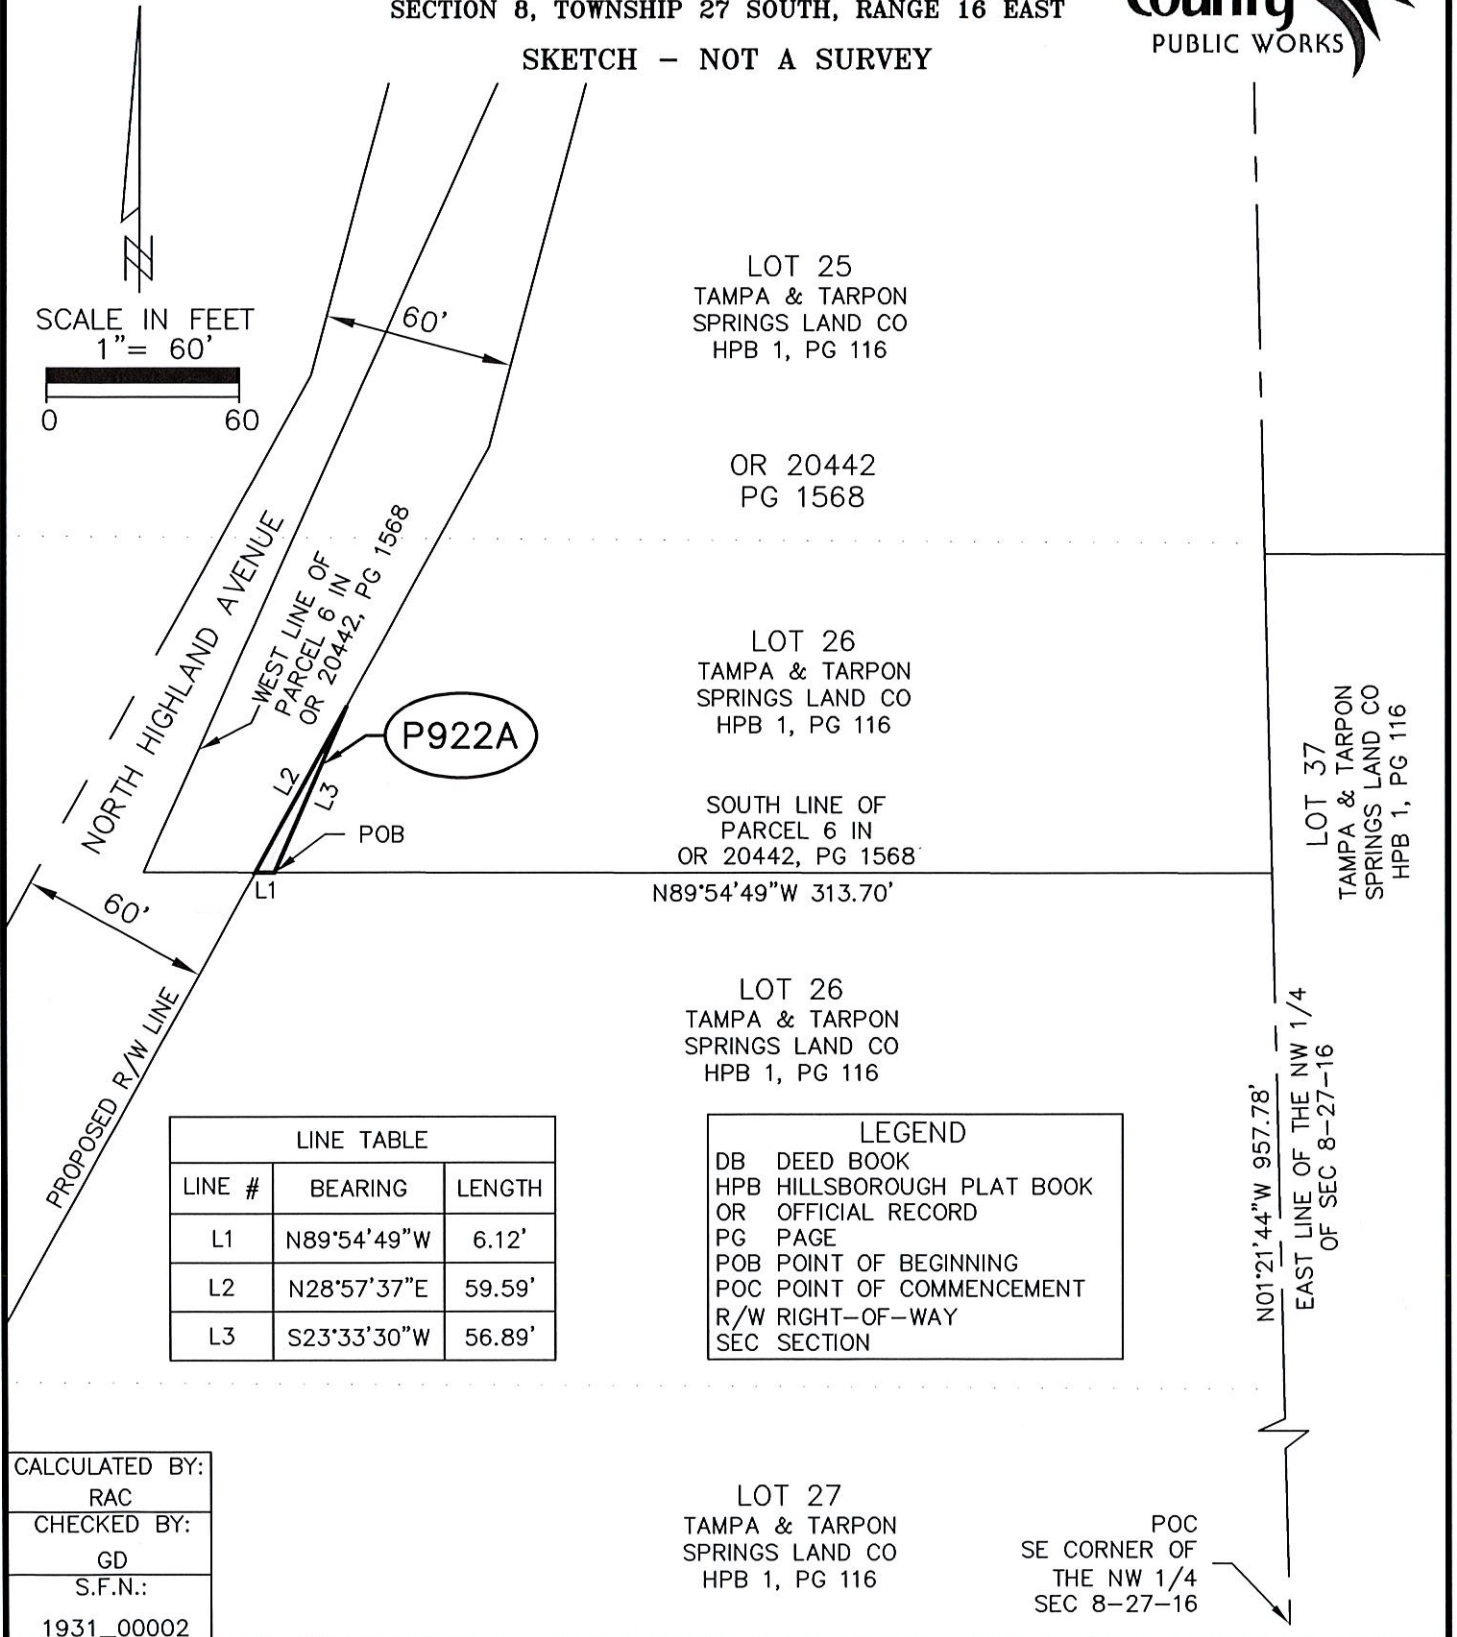 SECTION 8, TOWNSHIP 27 SOUTH, RANGE 16 EAST
County
PUBLIC WORKS
SKETCH – NOT A SURVEY
N
SCALE IN FEET
1"= 60'
0 60
60'
LOT 25
TAMPA & TARPON
SPRINGS LAND CO
HPB 1, PG 116
OR 20442
PG 1568
NORTH HIGHLAND AVENUE
WEST LINE OF
PARCEL 6 IN
OR 20442, PG 1568
LOT 26
TAMPA & TARPON
SPRINGS LAND CO
HPB 1, PG 116
P922A
L2
L3
POB
L1
SOUTH LINE OF
PARCEL 6 IN
OR 20442, PG 1568
N89°54'49"W 313.70'
LOT 37
TAMPA & TARPON
SPRINGS LAND CO
HPB 1, PG 116
60'
PROPOSED R/W LINE
LOT 26
TAMPA & TARPON
SPRINGS LAND CO
HPB 1, PG 116
N01°21'44"W 957.78'
EAST LINE OF THE NW 1/4
OF SEC 8-27-16
LINE TABLE
LINE # BEARING LENGTH
L1 N89°54'49"W 6.12'
L2 N28°57'37"E 59.59'
L3 S23°33'30"W 56.89'
LEGEND
DB DEED BOOK
HPB HILLSBOROUGH PLAT BOOK
OR OFFICIAL RECORD
PG PAGE
POB POINT OF BEGINNING
POC POINT OF COMMENCEMENT
R/W RIGHT-OF-WAY
SEC SECTION
CALCULATED BY:
RAC
CHECKED BY:
GD
S.F.N.:
1931_00002
LOT 27
TAMPA & TARPON
SPRINGS LAND CO
HPB 1, PG 116
POC
SE CORNER OF
THE NW 1/4
SEC 8-27-16